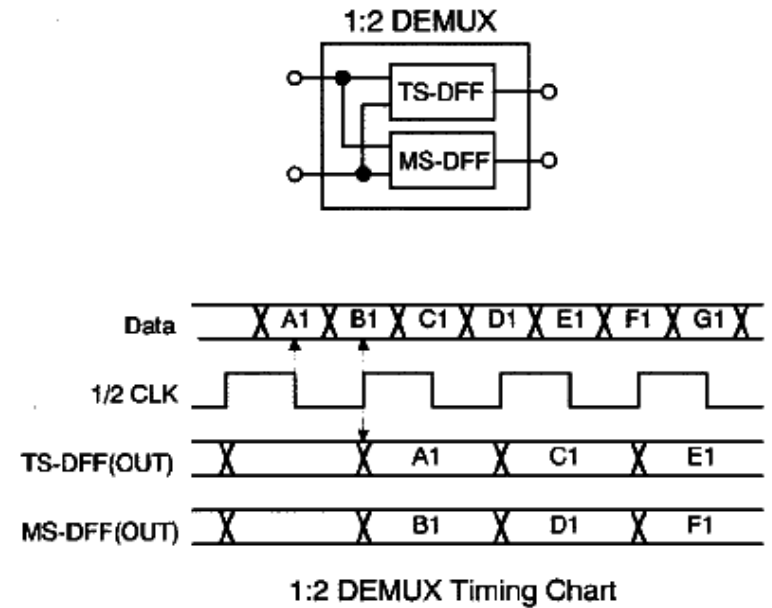 1:2 DEMUX
TS-DFF
MS-DFF
Data A1 B1 C1 D1 E1 F1 G1
1/2 CLK
TS-DFF(OUT) A1 C1 E1
MS-DFF(OUT) B1 D1 F1
1:2 DEMUX Timing Chart